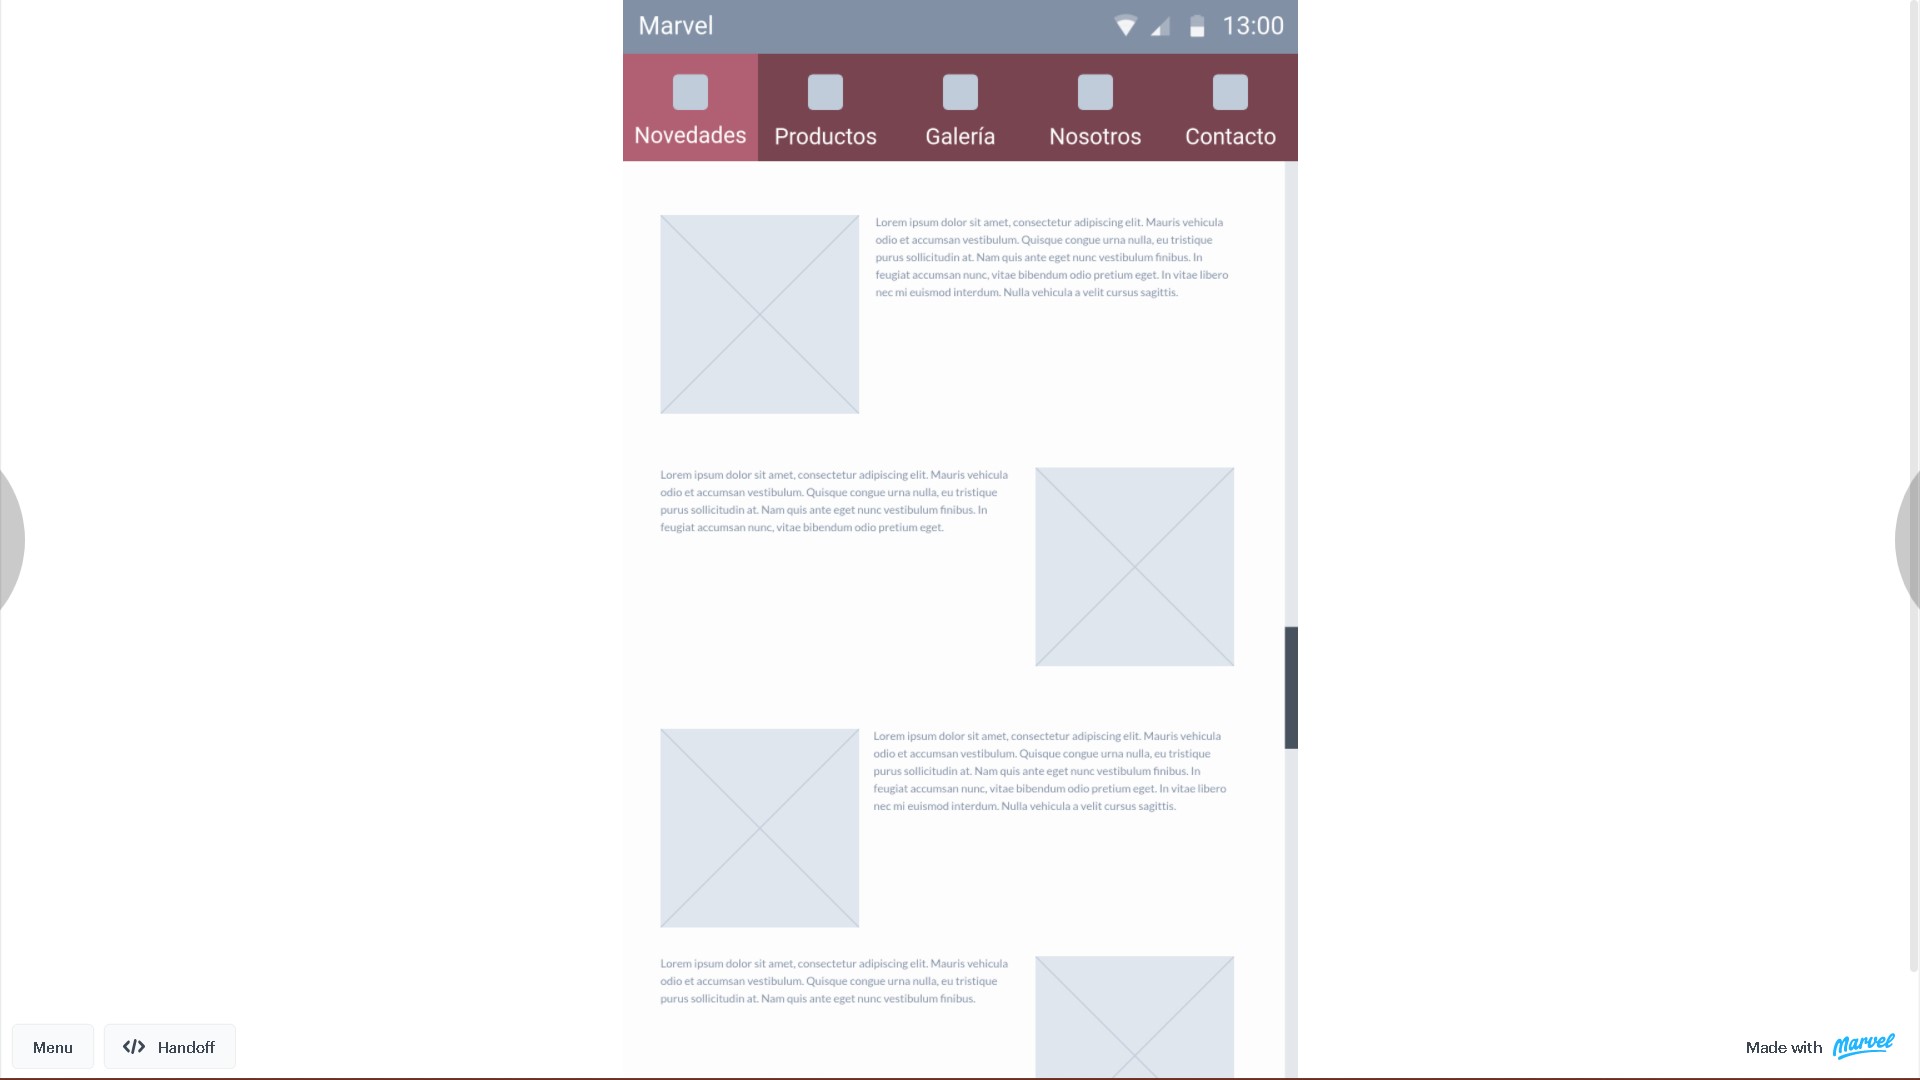 Marvel
13:00
Novedades
Productos
Galería
Nosotros
Contacto
Lorem ipsum dolor sit amet, consectetur adipiscing elit. Mauris vehicula
odio et accumsan vestibulum. Quisque congue urna nulla, eu tristique
purus sollicitudin at. Nam quis ante eget nunc vestibulum finibus. In
feugiat accumsan nunc, vitae bibendum odio pretium eget. In vitae libero
nec mi euismod interdum. Nulla vehicula a velit cursus sagittis.
Lorem ipsum dolor sit amet, consectetur adipiscing elit. Mauris vehicula
odio et accumsan vestibulum. Quisque congue urna nulla, eu tristique
purus sollicitudin at. Nam quis ante eget nunc vestibulum finibus. In
feugiat accumsan nunc, vitae bibendum odio pretium eget.
Lorem ipsum dolor sit amet, consectetur adipiscing elit. Mauris vehicula
odio et accumsan vestibulum. Quisque congue urna nulla, eu tristique
purus sollicitudin at. Nam quis ante eget nunc vestibulum finibus. In
feugiat accumsan nunc, vitae bibendum odio pretium eget. In vitae libero
nec mi euismod interdum. Nulla vehicula a velit cursus sagittis.
Lorem ipsum dolor sit amet, consectetur adipiscing elit. Mauris vehicula
odio et accumsan vestibulum. Quisque congue urna nulla, eu tristique
purus sollicitudin at. Nam quis ante eget nunc vestibulum finibus.
Menu
</> Handoff
Made with Marvel